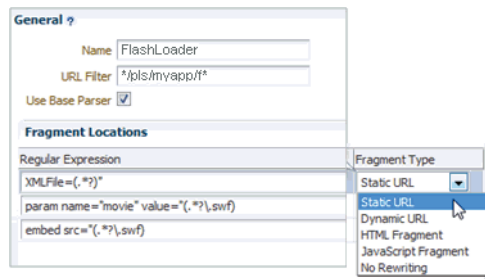 General ?
Name FlashLoader
URL Filter */pls/myapp/f*
Use Base Parser
Fragment Locations
Regular Expression Fragment Type
XMLFile=(.*?)" Static URL
param name="movie" value="(.*?\.swf) Static URL
embed src="(.*?\.swf) Dynamic URL
HTML Fragment
JavaScript Fragment
No Rewriting